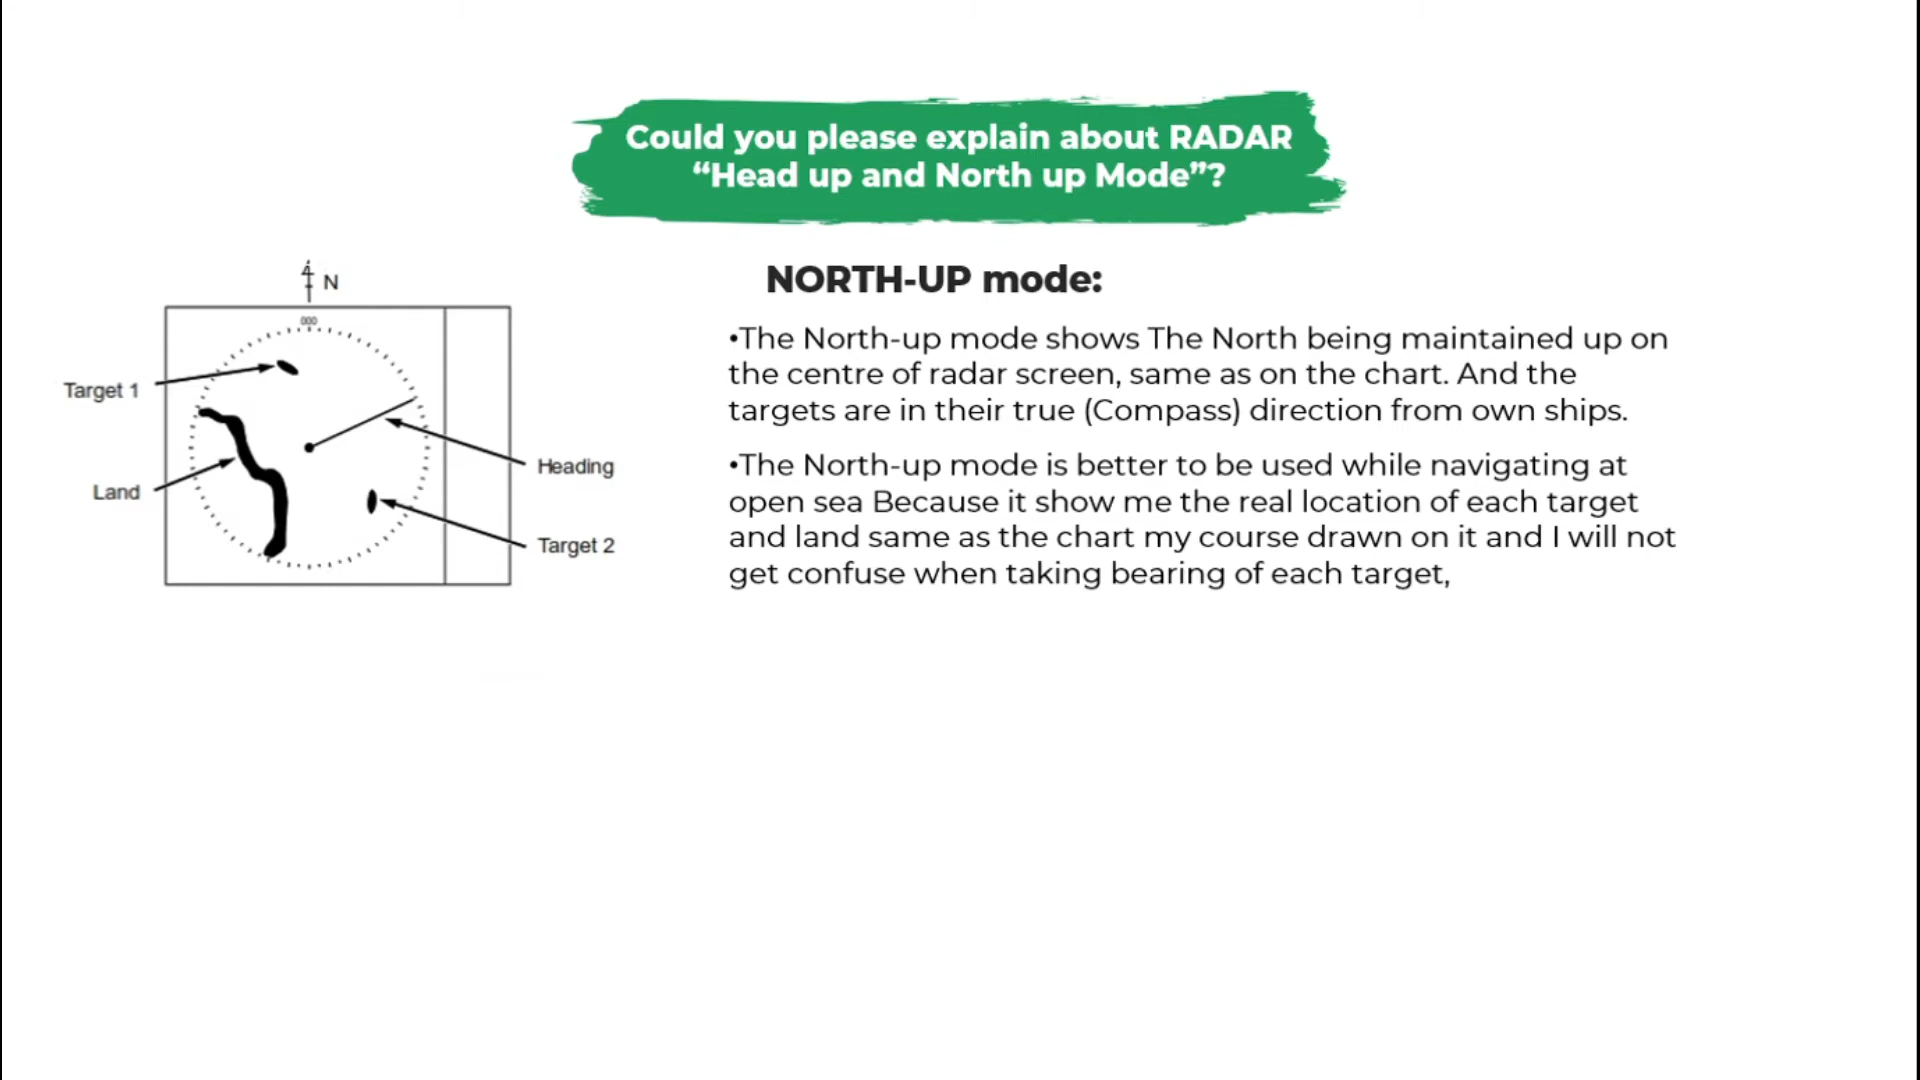 Could you please explain about RADAR
“Head up and North up Mode”?
N
000
Target 1
Land
Heading
Target 2
NORTH-UP mode:
•The North-up mode shows The North being maintained up on
the centre of radar screen, same as on the chart. And the
targets are in their true (Compass) direction from own ships.
•The North-up mode is better to be used while navigating at
open sea Because it show me the real location of each target
and land same as the chart my course drawn on it and I will not
get confuse when taking bearing of each target,